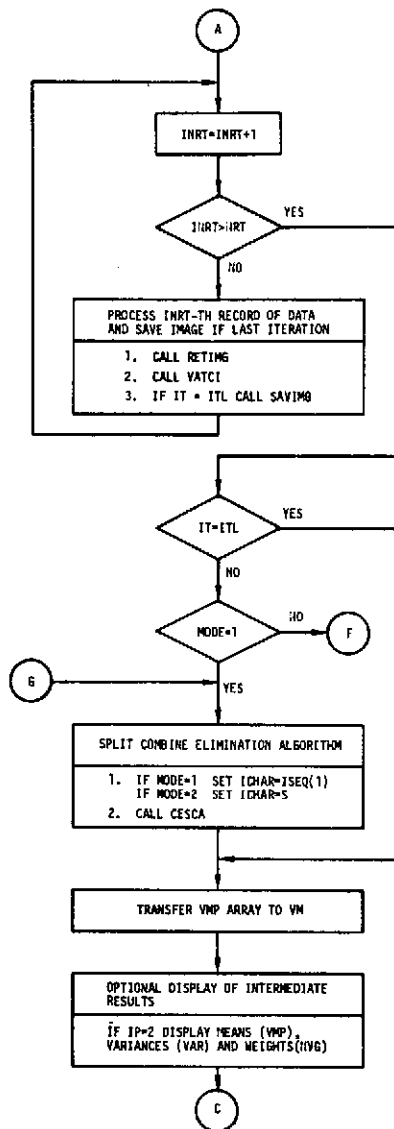 A
INRT=INRT+1
INRT>NRT
YES
NO
PROCESS INRT-TH RECORD OF DATA
AND SAVE IMAGE IF LAST ITERATION
1. CALL RETIMG
2. CALL VATCI
3. IF IT = ITL CALL SAVIMG
IT=ITL
YES
NO
MODE=1
NO
F
G
YES
SPLIT COMBINE ELIMINATION ALGORITHM
1. IF MODE=1 SET ICHAR=ISEQ(1)
IF MODE=2 SET ICHAR=S
2. CALL CESCA
TRANSFER VMP ARRAY TO VM
OPTIONAL DISPLAY OF INTERMEDIATE
RESULTS
IF IP=2 DISPLAY MEANS (VMP),
VARIANCES (VAR) AND WEIGHTS(NVG)
C